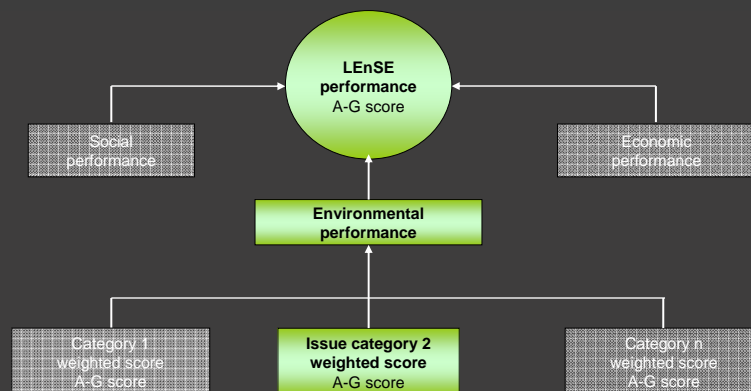 LEnSE
performance
A-G score
Social
performance
Economic
performance
Environmental
performance
Category 1
weighted score
A-G score
Issue category 2
weighted score
A-G score
Category n
weighted score
A-G score